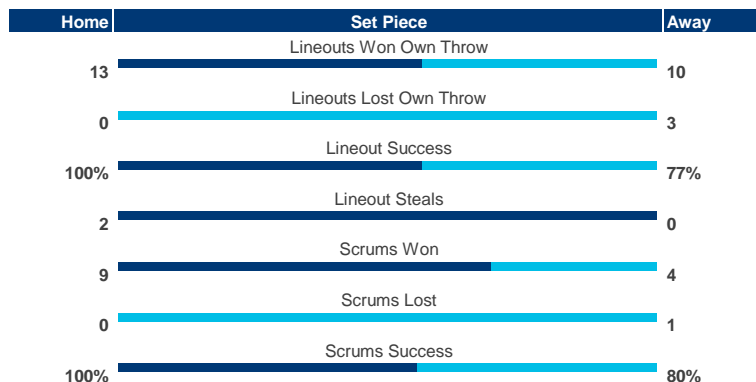 Home Set Piece Away
Lineouts Won Own Throw
13 10
Lineouts Lost Own Throw
0 3
Lineout Success
100% 77%
Lineout Steals
2 0
Scrums Won
9 4
Scrums Lost
0 1
Scrums Success
100% 80%